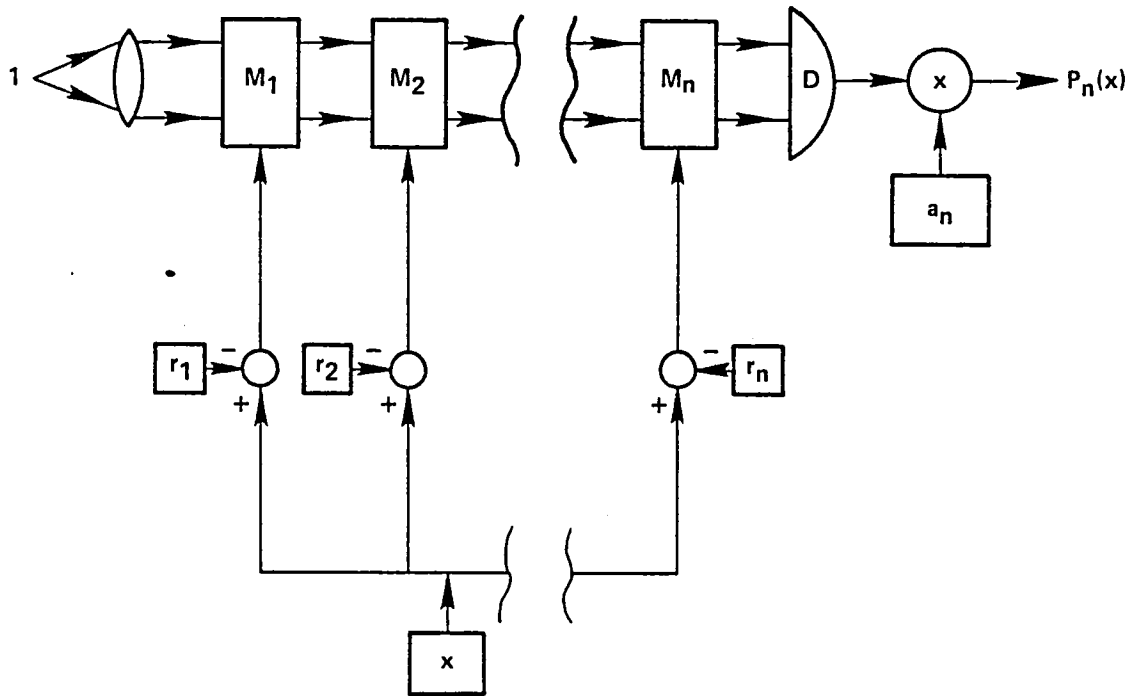 1 M₁ M₂ Mₙ D x Pₙ(x)
aₙ
r₁ − r₂ − − rₙ
+ + +
x